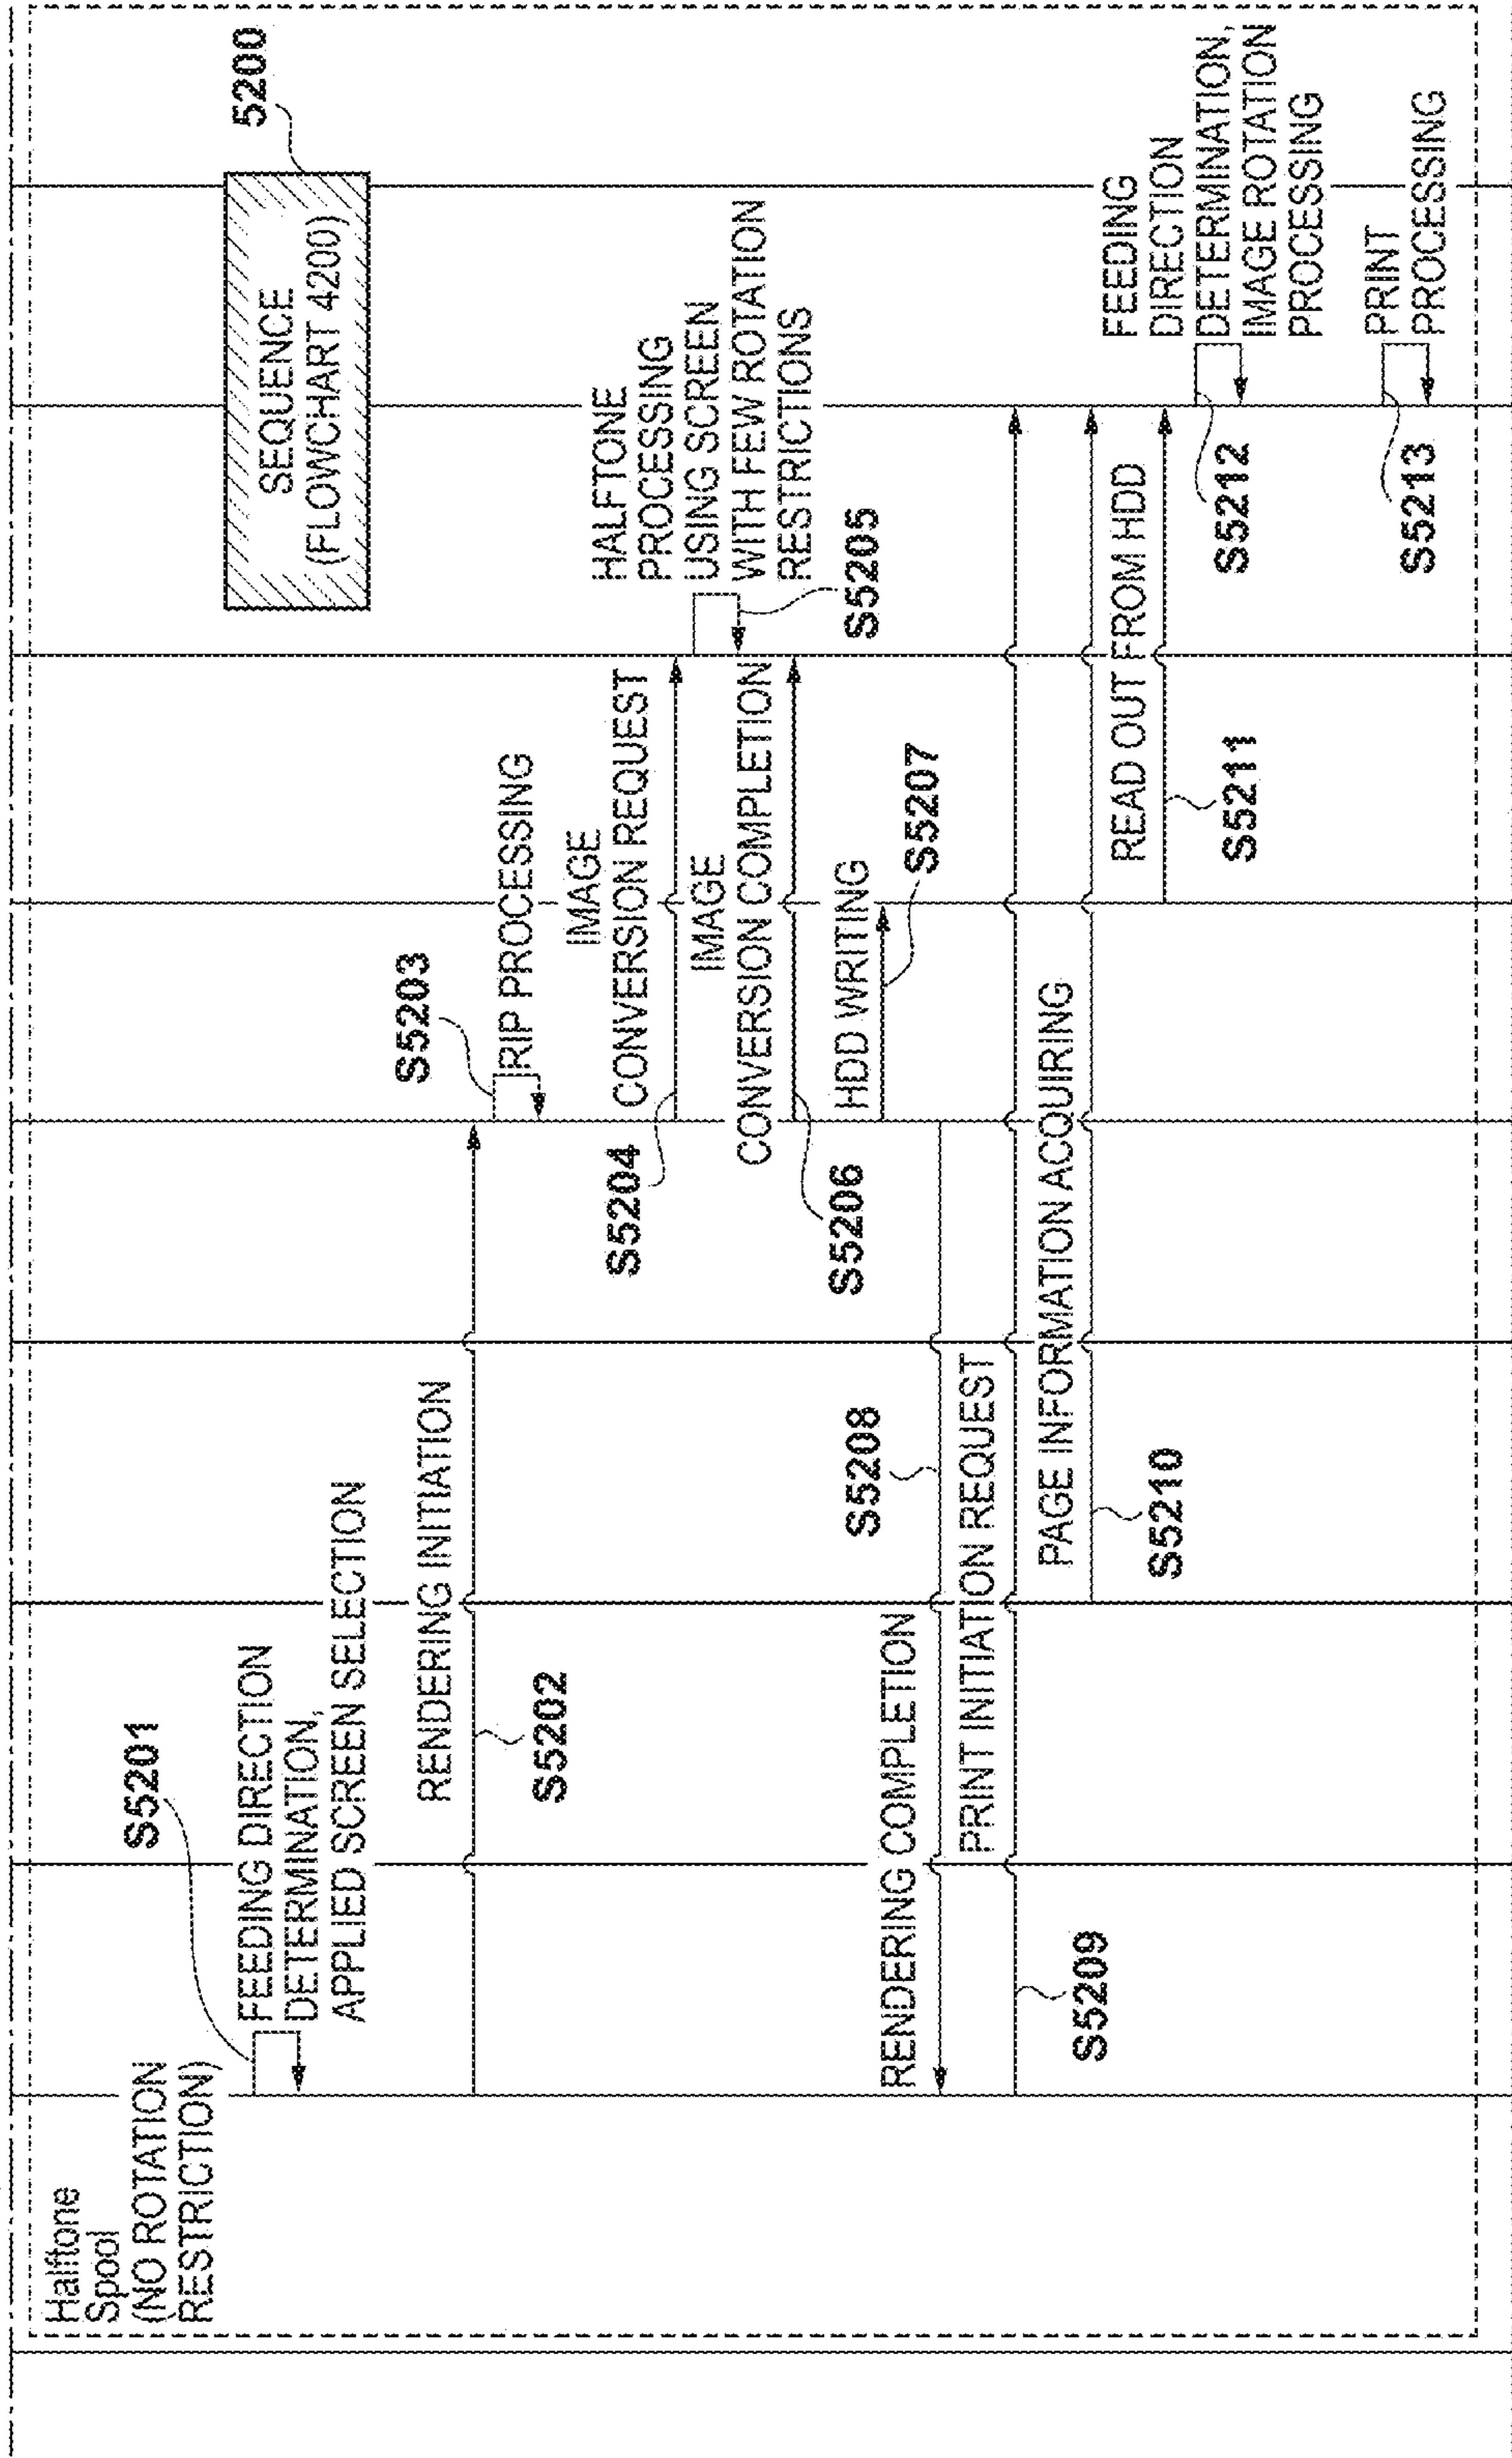 Halftone
Spool
(NO ROTATION
RESTRICTION)
S5201
FEEDING DIRECTION
DETERMINATION,
APPLIED SCREEN SELECTION
SEQUENCE
(FLOWCHART 4200)
5200
RENDERING INITIATION
S5202
S5203
RIP PROCESSING
IMAGE
CONVERSION REQUEST
S5204
HALFTONE
PROCESSING
USING SCREEN
WITH FEW ROTATION
RESTRICTIONS
S5205
IMAGE
CONVERSION COMPLETION
S5206
HDD WRITING
S5207
RENDERING COMPLETION
S5208
PRINT INITIATION REQUEST
S5209
PAGE INFORMATION ACQUIRING
S5210
READ OUT FROM HDD
S5211
FEEDING
DIRECTION
DETERMINATION,
IMAGE ROTATION
PROCESSING
S5212
PRINT
PROCESSING
S5213